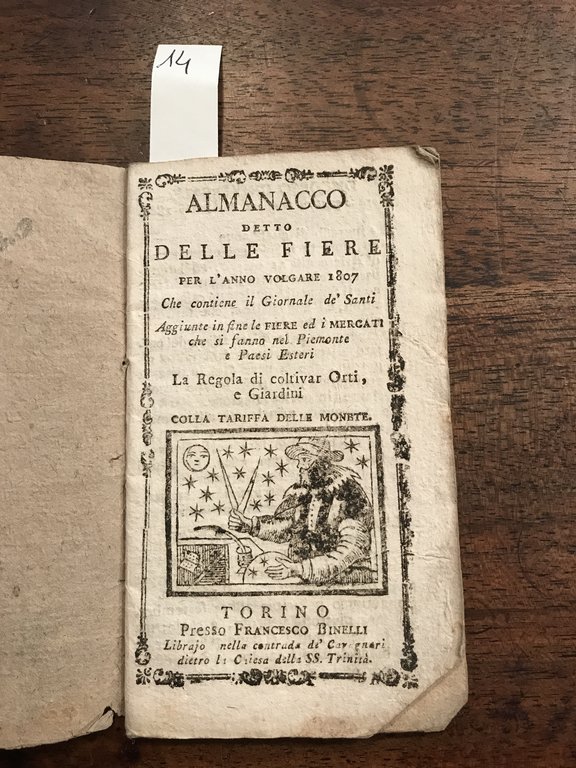 14
ALMANACCO
DETTO
DELLE FIERE
PER L'ANNO VOLGARE 1807
Che contiene il Giornale de' Santi
Aggiunte in fine le FIERE ed i MERCATI
che si fanno nel Piemonte
e Paesi Esteri
La Regola di coltivar Orti,
e Giardini
COLLA TARIFFA DELLE MONETE.
TORINO
Presso FRANCESCO BINELLI
Librajo nella contrada de'
dietro la Chiesa della SS. Trinità.